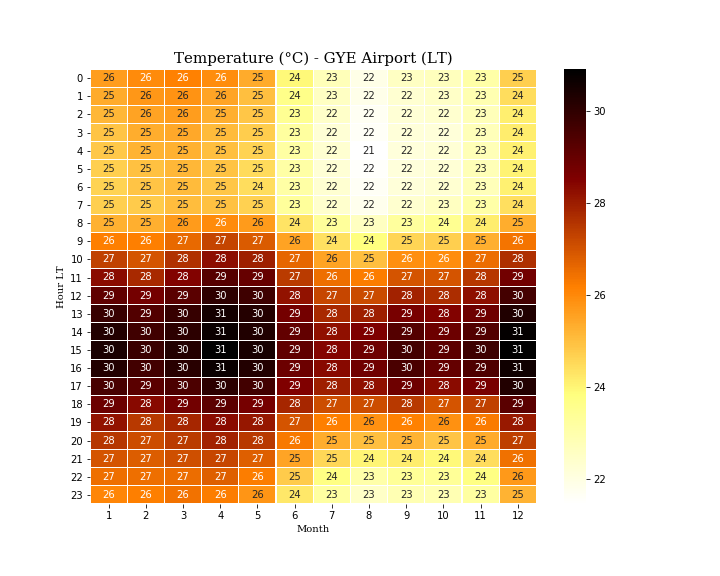 Temperature (°C) - GYE Airport (LT)
0 26 26 26 26 25 24 23 22 23 23 23 25
1 25 26 26 26 25 24 23 22 22 23 23 24
2 25 26 26 25 25 23 22 22 22 22 23 24
3 25 25 25 25 25 23 22 22 22 22 23 24
4 25 25 25 25 25 23 22 21 22 22 23 24
5 25 25 25 25 25 23 22 22 22 22 23 24
6 25 25 25 25 24 23 22 22 22 22 23 24
7 25 25 25 25 25 23 22 22 22 23 23 24
8 25 25 26 26 26 24 23 23 23 24 24 25
9 26 26 27 27 27 26 24 24 25 25 25 26
10 27 27 28 28 28 27 26 25 26 26 27 28
11 28 28 28 29 29 27 26 26 27 27 28 29
12 29 29 29 30 30 28 27 27 28 28 28 30
13 30 29 30 31 30 29 28 28 29 28 29 30
14 30 30 30 31 30 29 28 29 29 29 29 31
15 30 30 30 31 30 29 28 29 30 29 30 31
16 30 30 30 31 30 29 28 29 30 29 29 31
17 30 29 30 30 30 29 28 28 29 28 29 30
18 29 28 29 29 29 28 27 27 28 27 27 29
19 28 28 28 28 28 27 26 26 26 26 26 28
20 28 27 27 28 28 26 25 25 25 25 25 27
21 27 27 27 27 27 25 25 24 24 24 24 26
22 27 27 27 27 26 25 24 23 23 23 24 26
23 26 26 26 26 26 24 23 23 23 23 23 25
1 2 3 4 5 6 7 8 9 10 11 12
Month
Hour LT
30
28
26
24
22